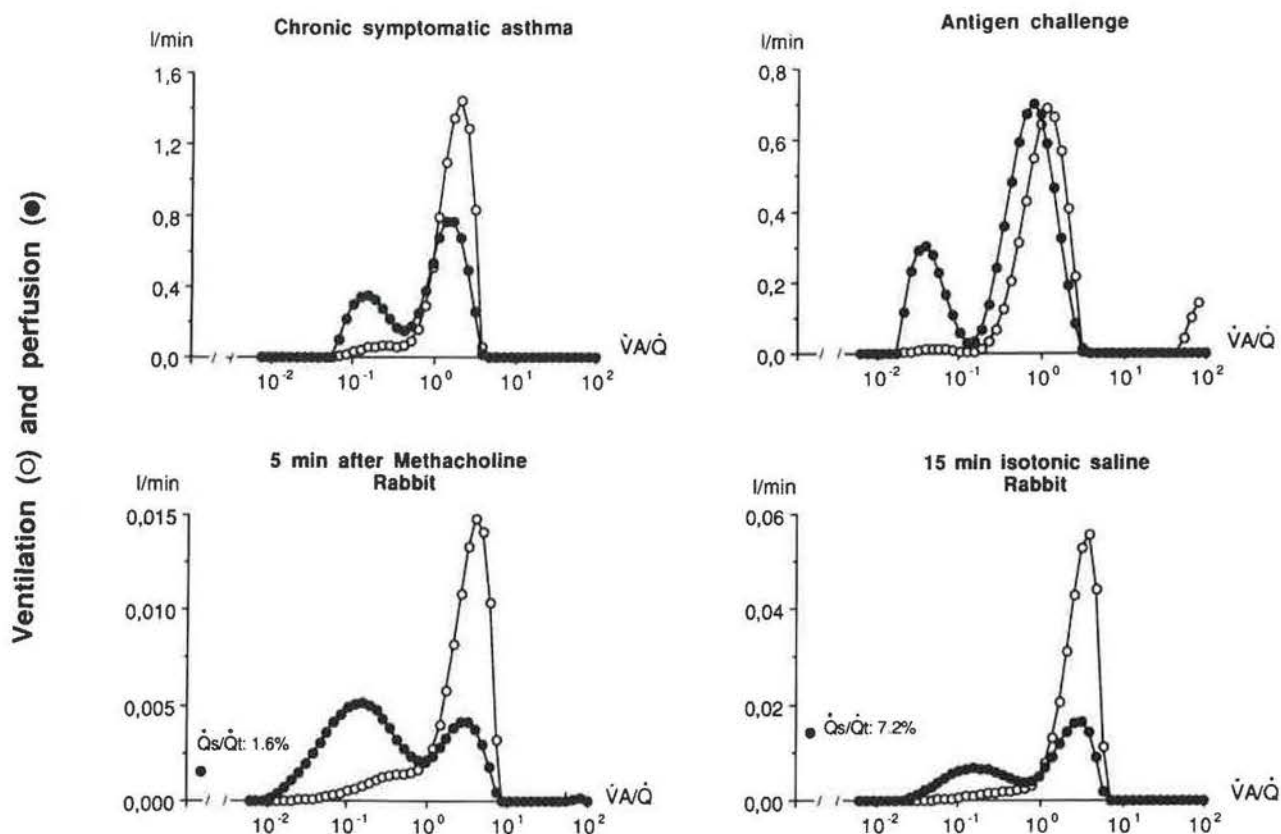 Ventilation (○) and perfusion (●)
Chronic symptomatic asthma
l/min
1,6
1,2
0,8
0,4
0,0
10⁻² 10⁻¹ 10⁰ 10¹ 10²
V̇A/Q̇
Antigen challenge
l/min
0,8
0,6
0,4
0,2
0,0
10⁻² 10⁻¹ 10⁰ 10¹ 10²
V̇A/Q̇
5 min after Methacholine
Rabbit
l/min
0,015
0,010
0,005
0,000
Q̇s/Q̇t: 1.6%
10⁻² 10⁻¹ 10⁰ 10¹ 10²
V̇A/Q̇
15 min isotonic saline
Rabbit
l/min
0,06
0,04
0,02
0,00
Q̇s/Q̇t: 7.2%
10⁻² 10⁻¹ 10⁰ 10¹ 10²
V̇A/Q̇